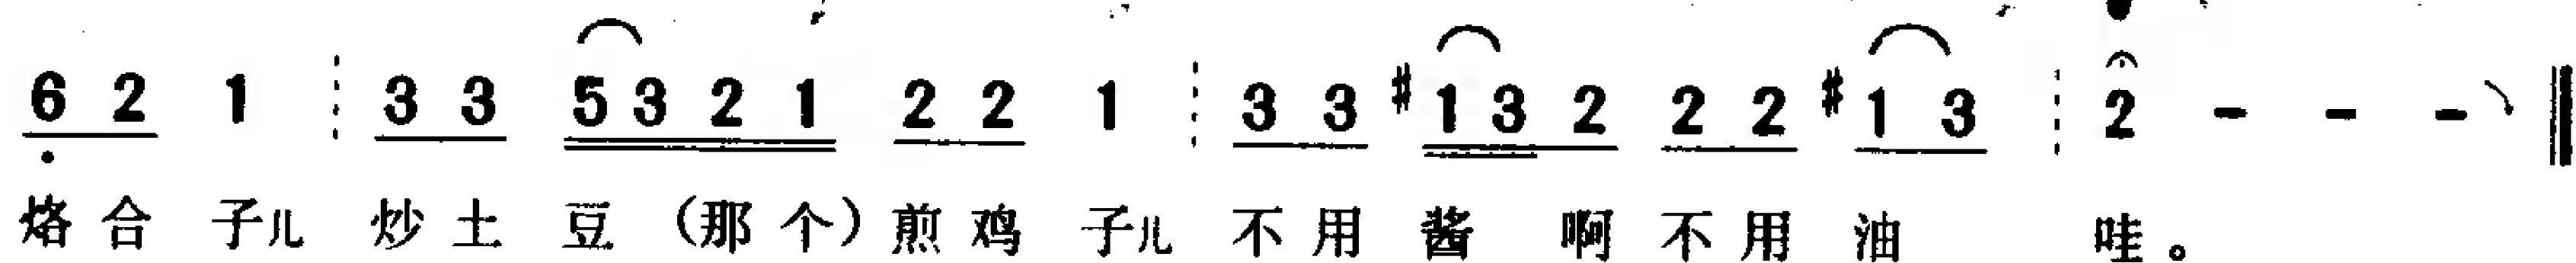 6 2 1 ┊ 3 3 5 3 2 1 2 2 1 ┊ 3 3 #1 3 2 2 2 #1 3 ┊ 2 - - - ‖
烙合 子儿 炒土 豆（那个）煎鸡 子儿 不用 酱 啊 不用 油 哇。